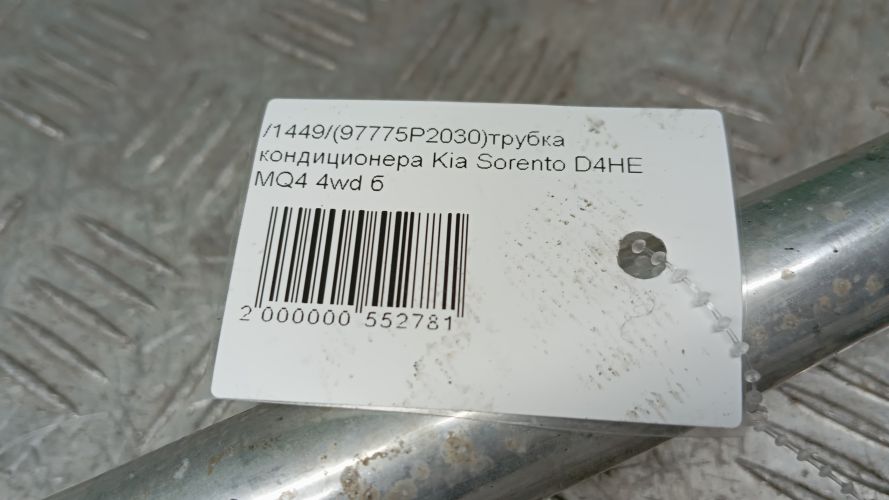 /1449/(97775P2030)трубка
кондиционера Kia Sorento D4HE
MQ4 4wd б
2 000000 552781